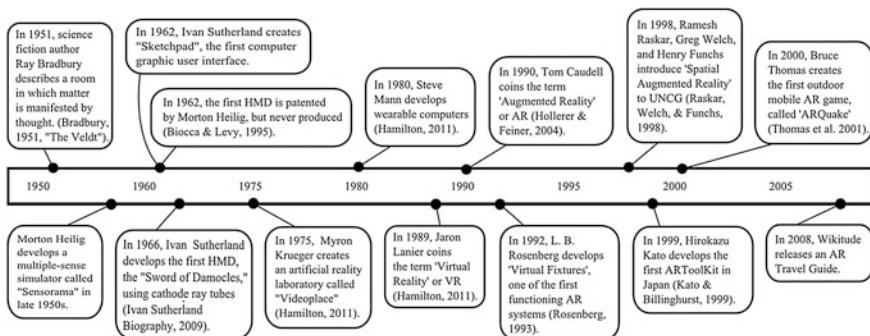 In 1951, science
fiction author
Ray Bradbury
describes a room
in which matter
is manifested by
thought. (Bradbury,
1951, "The Veldt").
In 1962, Ivan Sutherland creates
"Sketchpad", the first computer
graphic user interface.
In 1962, the first HMD is patented
by Morton Heilig, but never produced
(Biocca & Levy, 1995).
In 1980, Steve
Mann develops
wearable computers
(Hamilton, 2011).
In 1990, Tom Caudell
coins the term
'Augmented Reality'
or AR (Hollerer &
Feiner, 2004).
In 1998, Ramesh
Raskar, Greg Welch,
and Henry Funchs
introduce 'Spatial
Augmented Reality'
to UNCG (Raskar,
Welch, & Funchs,
1998).
In 2000, Bruce
Thomas creates
the first outdoor
mobile AR game,
called 'ARQuake'
(Thomas et al. 2001).
1950 1960 1975 1980 1990 1995 2000 2005
Morton Heilig
develops a
multiple-sense
simulator called
"Sensorama" in
late 1950s.
In 1966, Ivan Sutherland
develops the first HMD,
the "Sword of Damocles,"
using cathode ray tubes
(Ivan Sutherland
Biography, 2009).
In 1975, Myron
Krueger creates
an artificial reality
laboratory called
"Videoplace"
(Hamilton, 2011).
In 1989, Jaron
Lanier coins
the term 'Virtual
Reality' or VR
(Hamilton, 2011).
In 1992, L. B.
Rosenberg develops
'Virtual Fixtures',
one of the first
functioning AR
systems (Rosenberg,
1993).
In 1999, Hirokazu
Kato develops the
first ARToolKit in
Japan (Kato &
Billinghurst, 1999).
In 2008, Wikitude
releases an AR
Travel Guide.